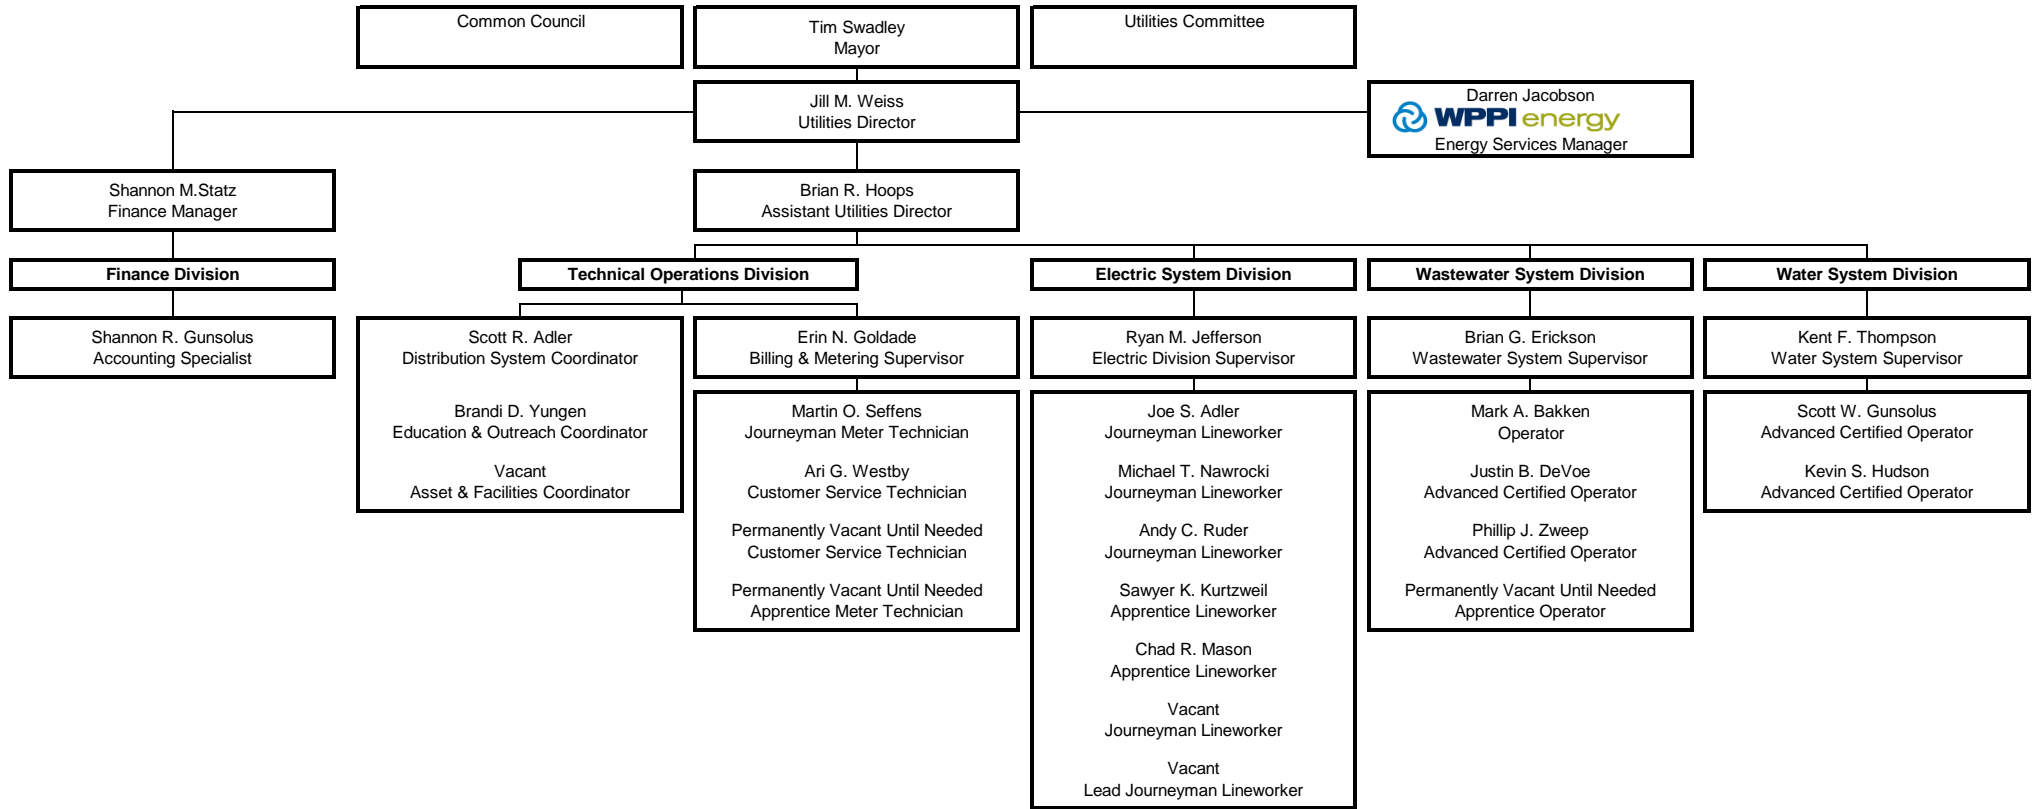 Common Council
Tim Swadley
Mayor
Utilities Committee
Jill M. Weiss
Utilities Director
Darren Jacobson
WPPI energy
Energy Services Manager
Shannon M.Statz
Finance Manager
Brian R. Hoops
Assistant Utilities Director
Finance Division
Technical Operations Division
Electric System Division
Wastewater System Division
Water System Division
Shannon R. Gunsolus
Accounting Specialist
Scott R. Adler
Distribution System Coordinator
Brandi D. Yungen
Education & Outreach Coordinator
Vacant
Asset & Facilities Coordinator
Erin N. Goldade
Billing & Metering Supervisor
Martin O. Seffens
Journeyman Meter Technician
Ari G. Westby
Customer Service Technician
Permanently Vacant Until Needed
Customer Service Technician
Permanently Vacant Until Needed
Apprentice Meter Technician
Ryan M. Jefferson
Electric Division Supervisor
Joe S. Adler
Journeyman Lineworker
Michael T. Nawrocki
Journeyman Lineworker
Andy C. Ruder
Journeyman Lineworker
Sawyer K. Kurtzweil
Apprentice Lineworker
Chad R. Mason
Apprentice Lineworker
Vacant
Journeyman Lineworker
Vacant
Lead Journeyman Lineworker
Brian G. Erickson
Wastewater System Supervisor
Mark A. Bakken
Operator
Justin B. DeVoe
Advanced Certified Operator
Phillip J. Zweep
Advanced Certified Operator
Permanently Vacant Until Needed
Apprentice Operator
Kent F. Thompson
Water System Supervisor
Scott W. Gunsolus
Advanced Certified Operator
Kevin S. Hudson
Advanced Certified Operator